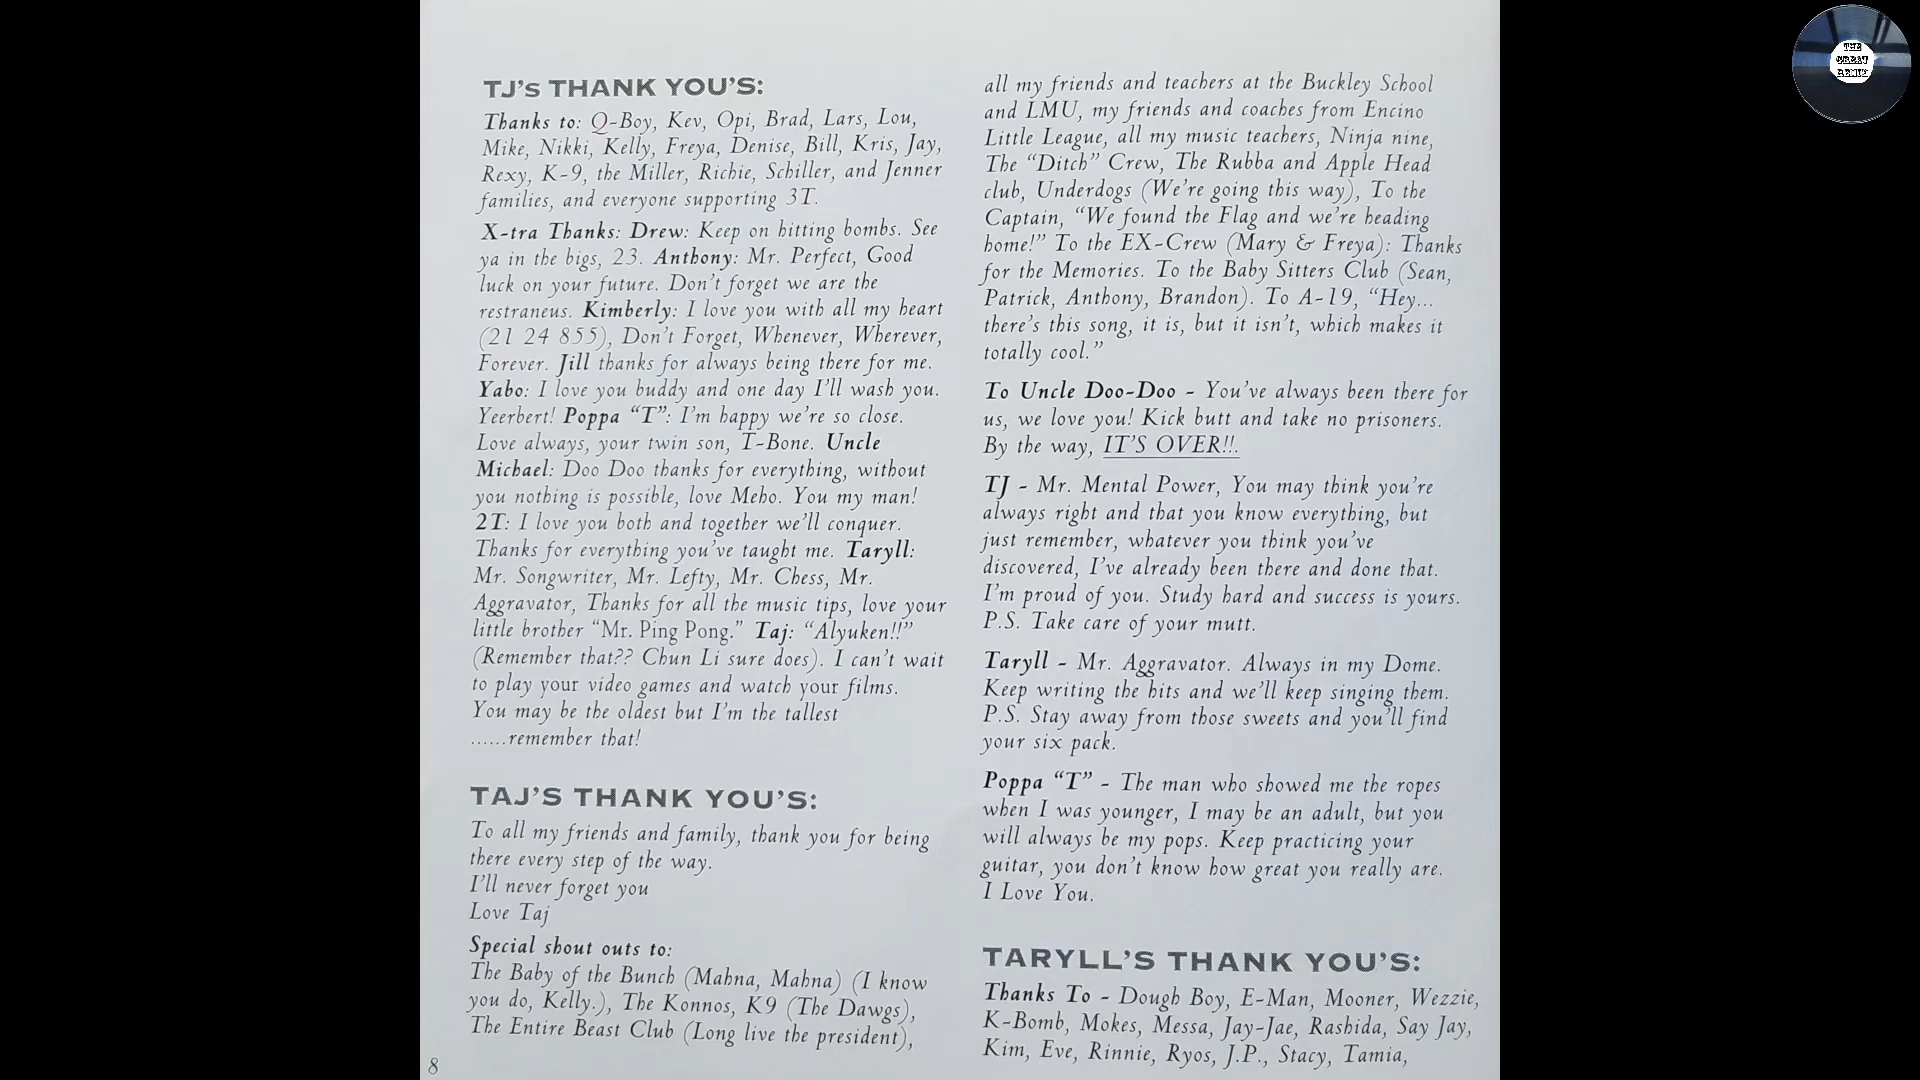 TJ's THANK YOU'S:
Thanks to: Q-Boy, Kev, Opi, Brad, Lars, Lou,
Mike, Nikki, Kelly, Freya, Denise, Bill, Kris, Jay,
Rexy, K-9, the Miller, Richie, Schiller, and Jenner
families, and everyone supporting 3T.
X-tra Thanks: Drew: Keep on hitting bombs. See
ya in the bigs, 23. Anthony: Mr. Perfect, Good
luck on your future. Don't forget we are the
restraneus. Kimberly: I love you with all my heart
(21 24 855), Don't Forget, Whenever, Wherever,
Forever. Jill thanks for always being there for me.
Yabo: I love you buddy and one day I'll wash you.
Yeerbert! Poppa "T": I'm happy we're so close.
Love always, your twin son, T-Bone. Uncle
Michael: Doo Doo thanks for everything, without
you nothing is possible, love Meho. You my man!
2T: I love you both and together we'll conquer.
Thanks for everything you've taught me. Taryll:
Mr. Songwriter, Mr. Lefty, Mr. Chess, Mr.
Aggravator, Thanks for all the music tips, love your
little brother "Mr. Ping Pong." Taj: "Alyuken!!"
(Remember that?? Chun Li sure does). I can't wait
to play your video games and watch your films.
You may be the oldest but I'm the tallest
......remember that!
TAJ'S THANK YOU'S:
To all my friends and family, thank you for being
there every step of the way.
I'll never forget you
Love Taj
Special shout outs to:
The Baby of the Bunch (Mahna, Mahna) (I know
you do, Kelly.), The Konnos, K9 (The Dawgs),
The Entire Beast Club (Long live the president),
8
all my friends and teachers at the Buckley School
and LMU, my friends and coaches from Encino
Little League, all my music teachers, Ninja nine,
The "Ditch" Crew, The Rubba and Apple Head
club, Underdogs (We're going this way), To the
Captain, "We found the Flag and we're heading
home!" To the EX-Crew (Mary & Freya): Thanks
for the Memories. To the Baby Sitters Club (Sean,
Patrick, Anthony, Brandon). To A-19, "Hey...
there's this song, it is, but it isn't, which makes it
totally cool."
To Uncle Doo-Doo - You've always been there for
us, we love you! Kick butt and take no prisoners.
By the way, IT'S OVER!!.
TJ - Mr. Mental Power, You may think you're
always right and that you know everything, but
just remember, whatever you think you've
discovered, I've already been there and done that.
I'm proud of you. Study hard and success is yours.
P.S. Take care of your mutt.
Taryll - Mr. Aggravator. Always in my Dome.
Keep writing the hits and we'll keep singing them.
P.S. Stay away from those sweets and you'll find
your six pack.
Poppa "T" - The man who showed me the ropes
when I was younger, I may be an adult, but you
will always be my pops. Keep practicing your
guitar, you don't know how great you really are.
I Love You.
TARYLL'S THANK YOU'S:
Thanks To - Dough Boy, E-Man, Mooner, Wezzie,
K-Bomb, Mokes, Messa, Jay-Jae, Rashida, Say Jay,
Kim, Eve, Rinnie, Ryos, J.P., Stacy, Tamia,
THE
GREAT
REMIX